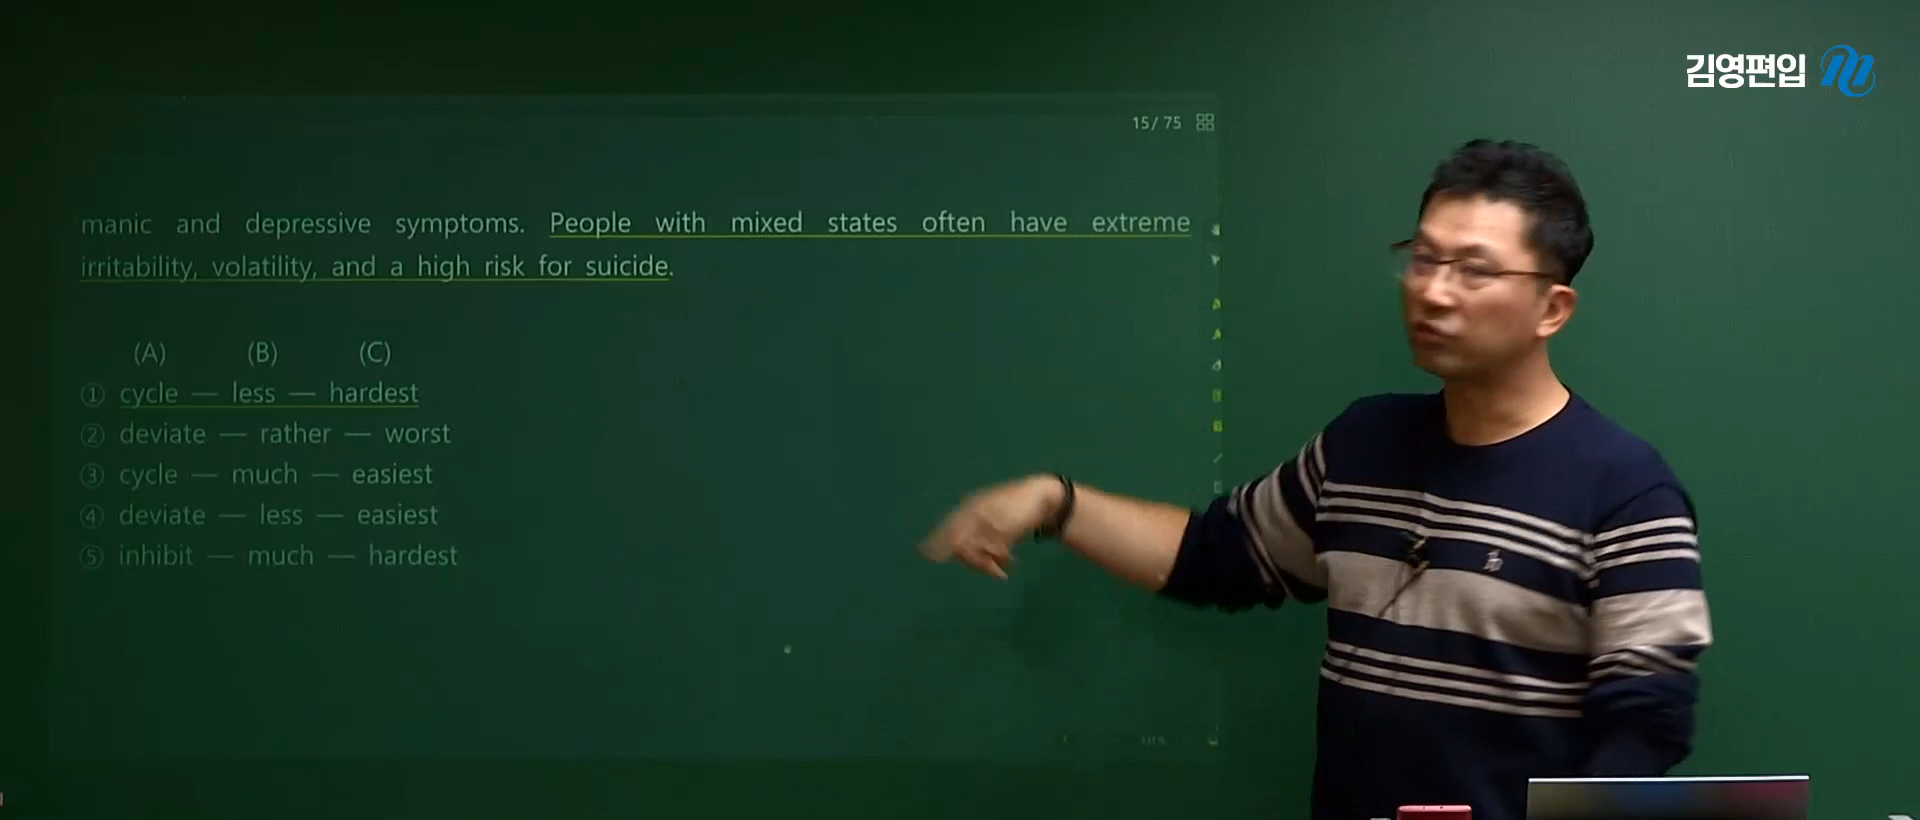 김영편입
15/ 75
manic and depressive symptoms. People with mixed states often have extreme
irritability, volatility, and a high risk for suicide.
(A) (B) (C)
① cycle — less — hardest
② deviate — rather — worst
③ cycle — much — easiest
④ deviate — less — easiest
⑤ inhibit — much — hardest